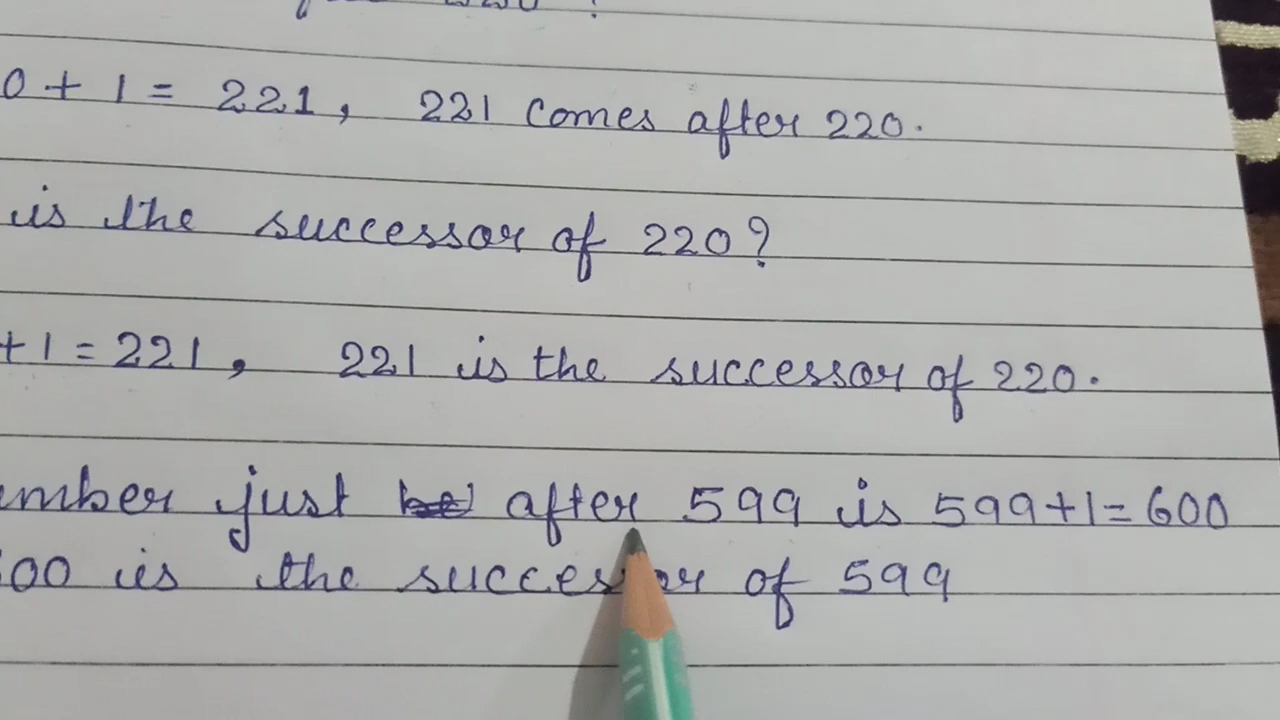 0 + 1 = 221, 221 comes after 220.
is the successor of 220?
+ 1 = 221, 221 is the successor of 220.
mber just after 599 is 599+1=600
00 is the successor of 599